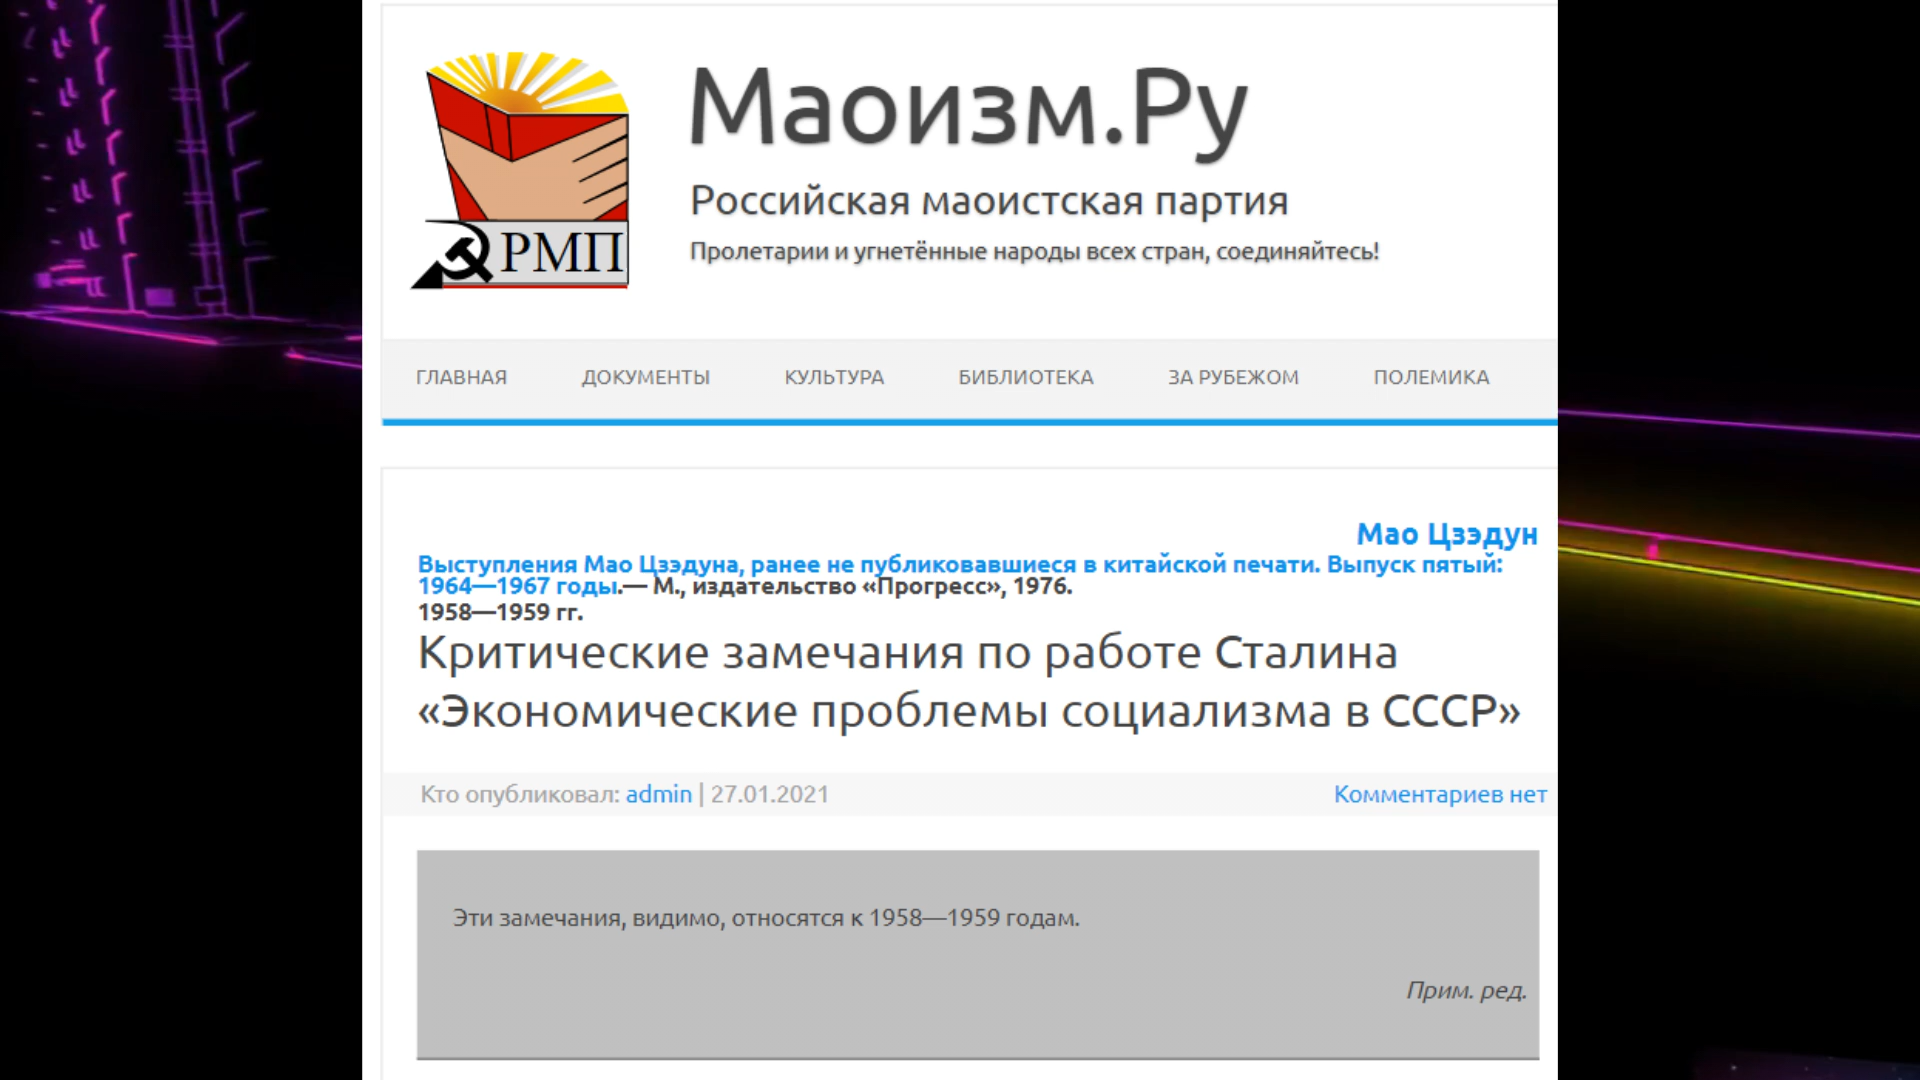 Маоизм.Ру
Российская маоистская партия
Пролетарии и угнетённые народы всех стран, соединяйтесь!
РМП
ГЛАВНАЯ
ДОКУМЕНТЫ
КУЛЬТУРА
БИБЛИОТЕКА
ЗА РУБЕЖОМ
ПОЛЕМИКА
Мао Цзэдун
Выступления Мао Цзэдуна, ранее не публиковавшиеся в китайской печати. Выпуск пятый:
1964—1967 годы.— М., издательство «Прогресс», 1976.
1958—1959 гг.
Критические замечания по работе Сталина
«Экономические проблемы социализма в СССР»
Кто опубликовал: admin | 27.01.2021
Комментариев нет
Эти замечания, видимо, относятся к 1958—1959 годам.
Прим. ред.